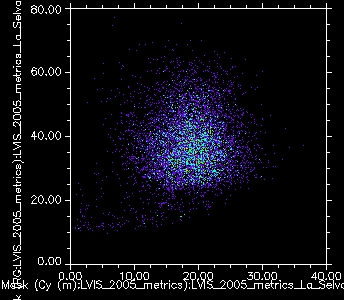 80.00
60.00
40.00
20.00
0.00
0.00 10.00 20.00 30.00 40.00
Mask (Cy (m):LVIS_2005_metrics):LVIS_2005_metrics_La_Selva
k (G:LVIS_2005_metrics):LVIS_2005_metrics_La_Selva